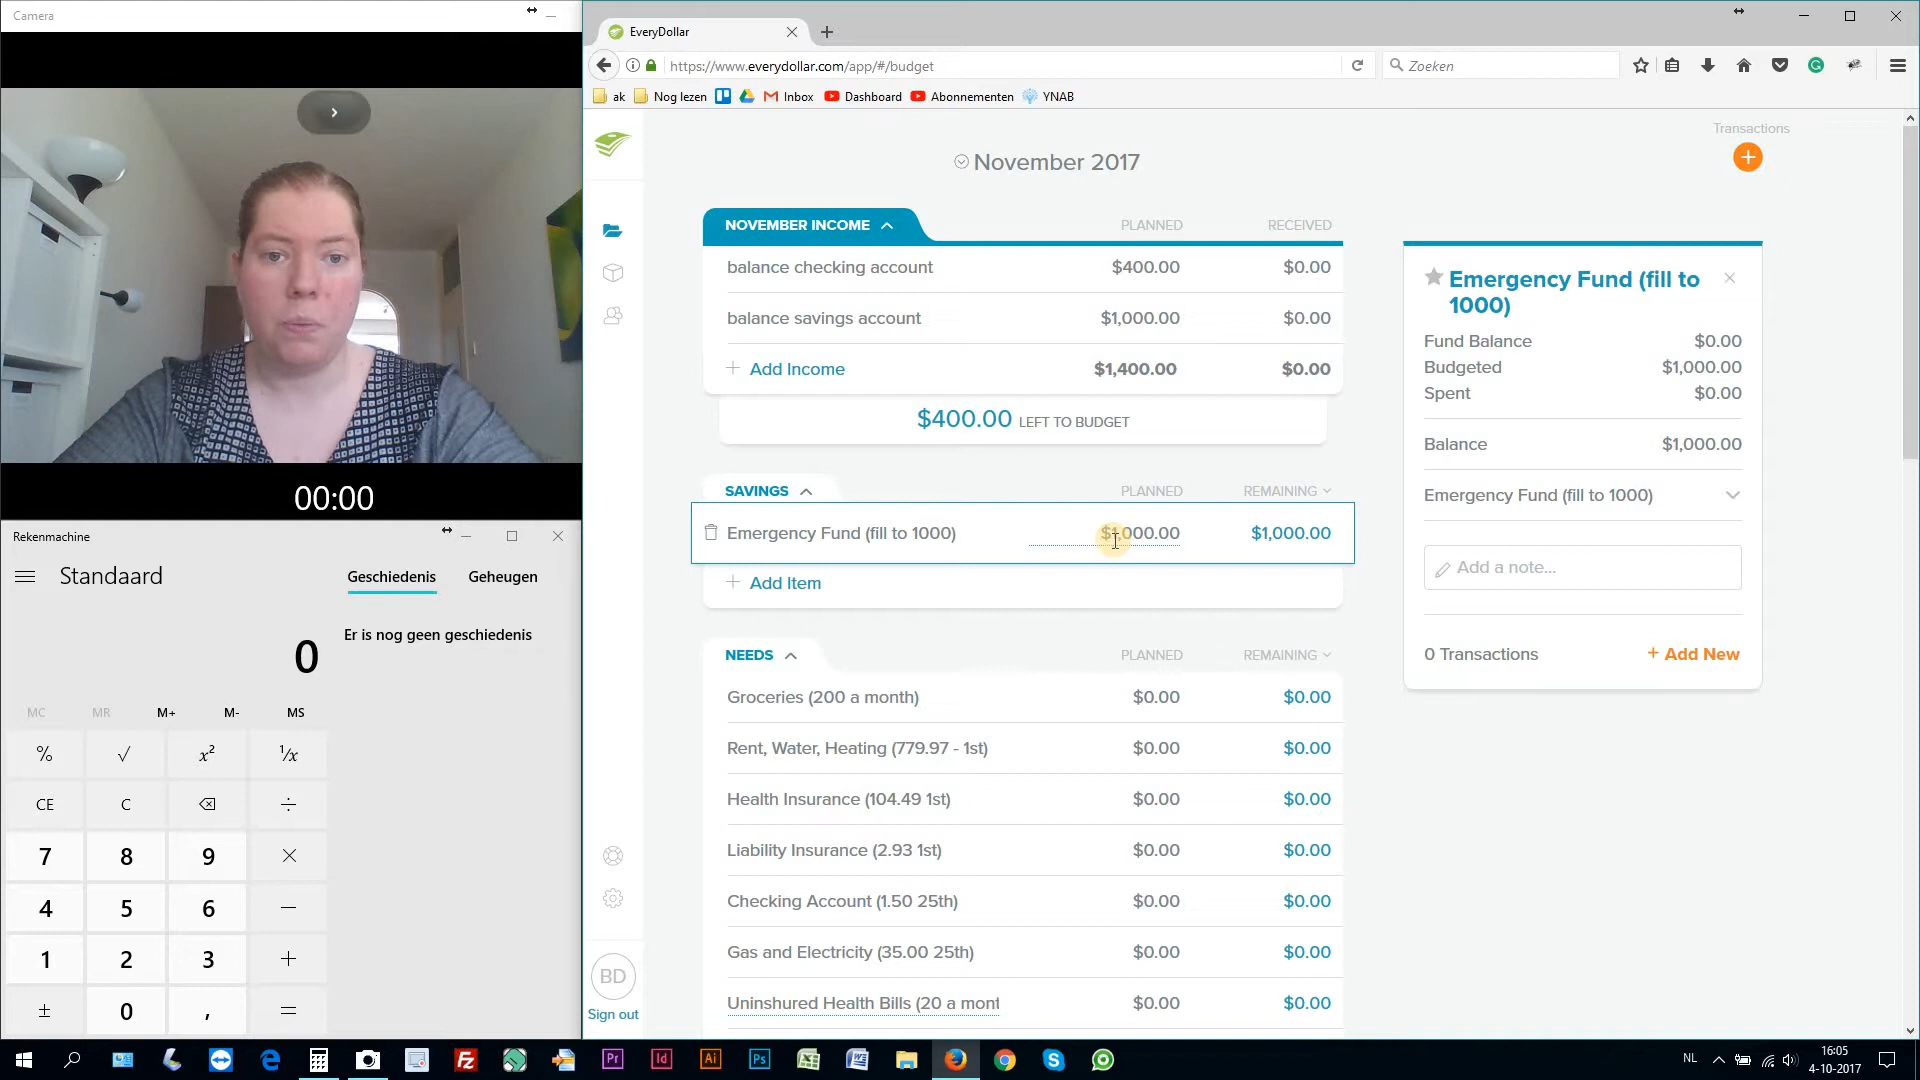 Camera
00:00
Rekenmachine
Standaard
Geschiedenis
Geheugen
Er is nog geen geschiedenis
0
MC MR M+ M- MS
% √ x² ¹/x
CE C ÷
7 8 9 ×
4 5 6 −
1 2 3 +
± 0 , =
EveryDollar
https://www.everydollar.com/app/#/budget
Zoeken
ak Nog lezen Inbox Dashboard Abonnementen YNAB
Transactions
November 2017
NOVEMBER INCOME PLANNED RECEIVED
balance checking account $400.00 $0.00
balance savings account $1,000.00 $0.00
+ Add Income $1,400.00 $0.00
$400.00 LEFT TO BUDGET
SAVINGS PLANNED REMAINING
Emergency Fund (fill to 1000) $1,000.00 $1,000.00
+ Add Item
NEEDS PLANNED REMAINING
Groceries (200 a month) $0.00 $0.00
Rent, Water, Heating (779.97 - 1st) $0.00 $0.00
Health Insurance (104.49 1st) $0.00 $0.00
Liability Insurance (2.93 1st) $0.00 $0.00
Checking Account (1.50 25th) $0.00 $0.00
Gas and Electricity (35.00 25th) $0.00 $0.00
Uninshured Health Bills (20 a mont $0.00 $0.00
BD
Sign out
Emergency Fund (fill to
1000)
Fund Balance $0.00
Budgeted $1,000.00
Spent $0.00
Balance $1,000.00
Emergency Fund (fill to 1000)
Add a note...
0 Transactions + Add New
Pr Id Ai Ps
NL
16:05
4-10-2017